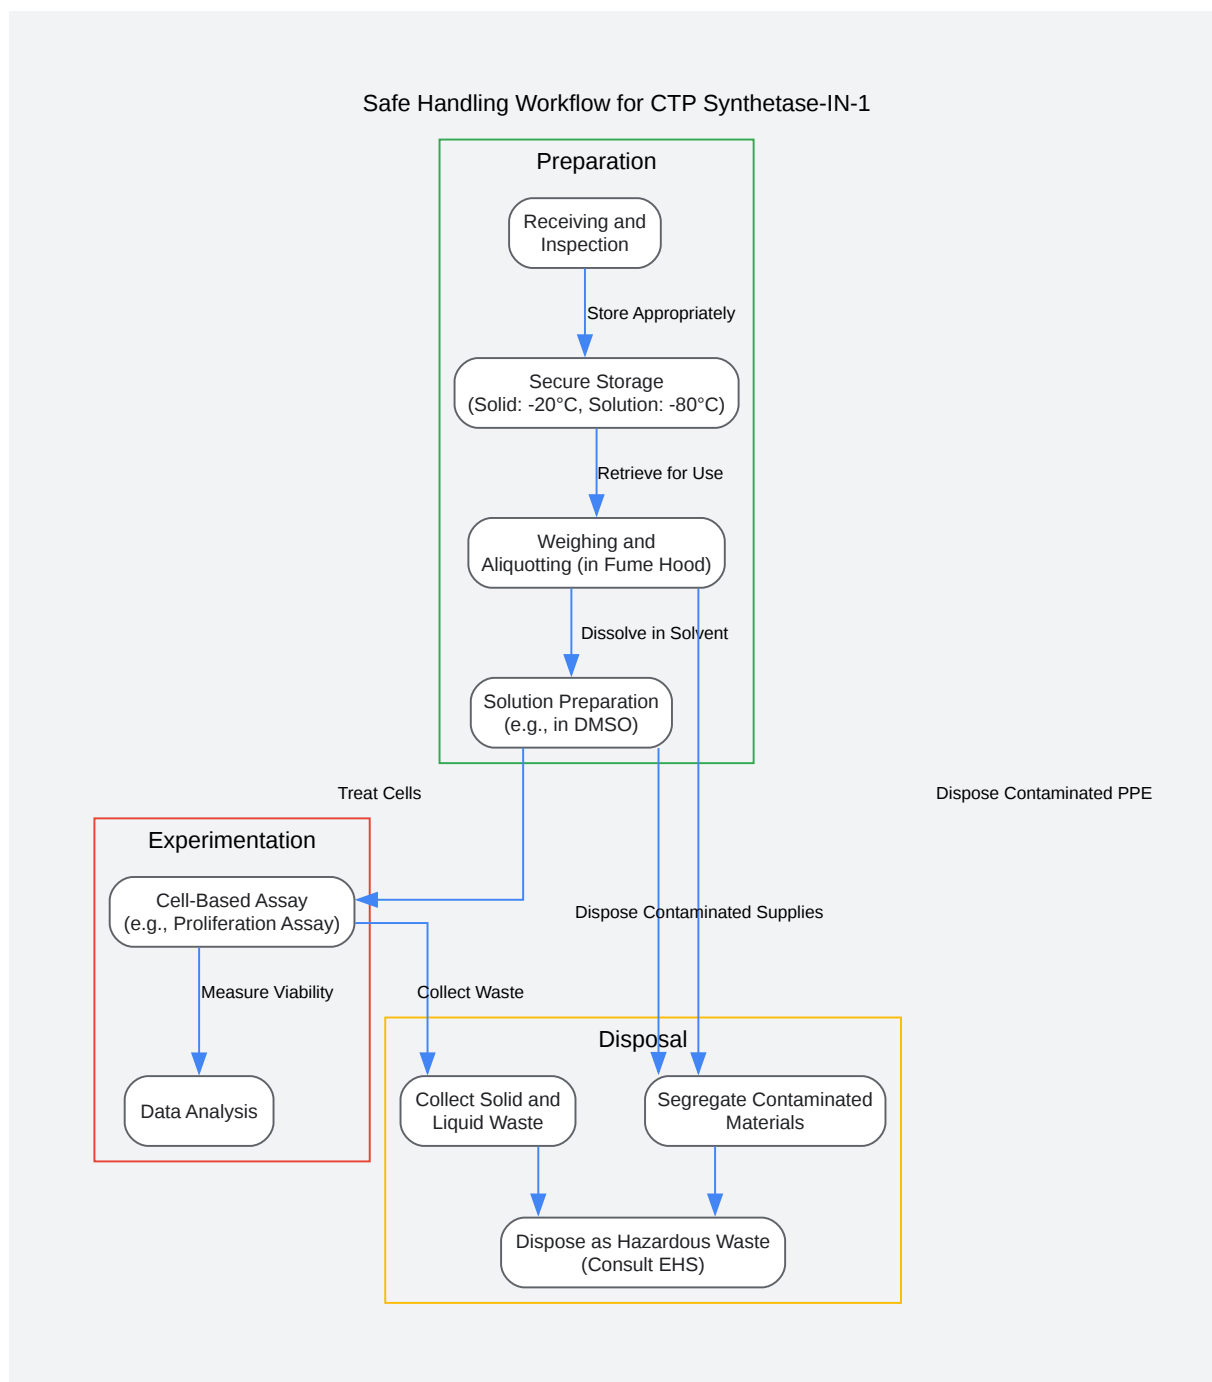 Safe Handling Workflow for CTP Synthetase-IN-1
Preparation
Receiving and
Inspection
Store Appropriately
Secure Storage
(Solid: -20°C, Solution: -80°C)
Retrieve for Use
Weighing and
Aliquotting (in Fume Hood)
Dissolve in Solvent
Solution Preparation
(e.g., in DMSO)
Treat Cells
Dispose Contaminated PPE
Experimentation
Cell-Based Assay
(e.g., Proliferation Assay)
Dispose Contaminated Supplies
Measure Viability
Collect Waste
Disposal
Data Analysis
Collect Solid and
Liquid Waste
Segregate Contaminated
Materials
Dispose as Hazardous Waste
(Consult EHS)